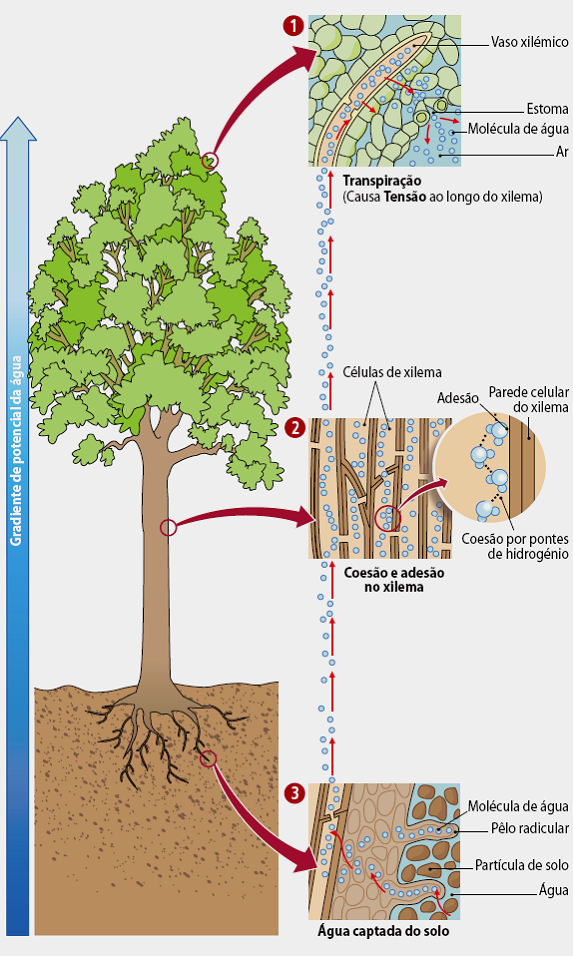 1
Vaso xilémico
Estoma
Molécula de água
Ar
Transpiração
(Causa Tensão ao longo do xilema)
Gradiente de potencial da água
Células de xilema
2
Adesão
Parede celular
do xilema
Coesão por pontes
de hidrogénio
Coesão e adesão
no xilema
3
Molécula de água
Pêlo radicular
Partícula de solo
Água
Água captada do solo